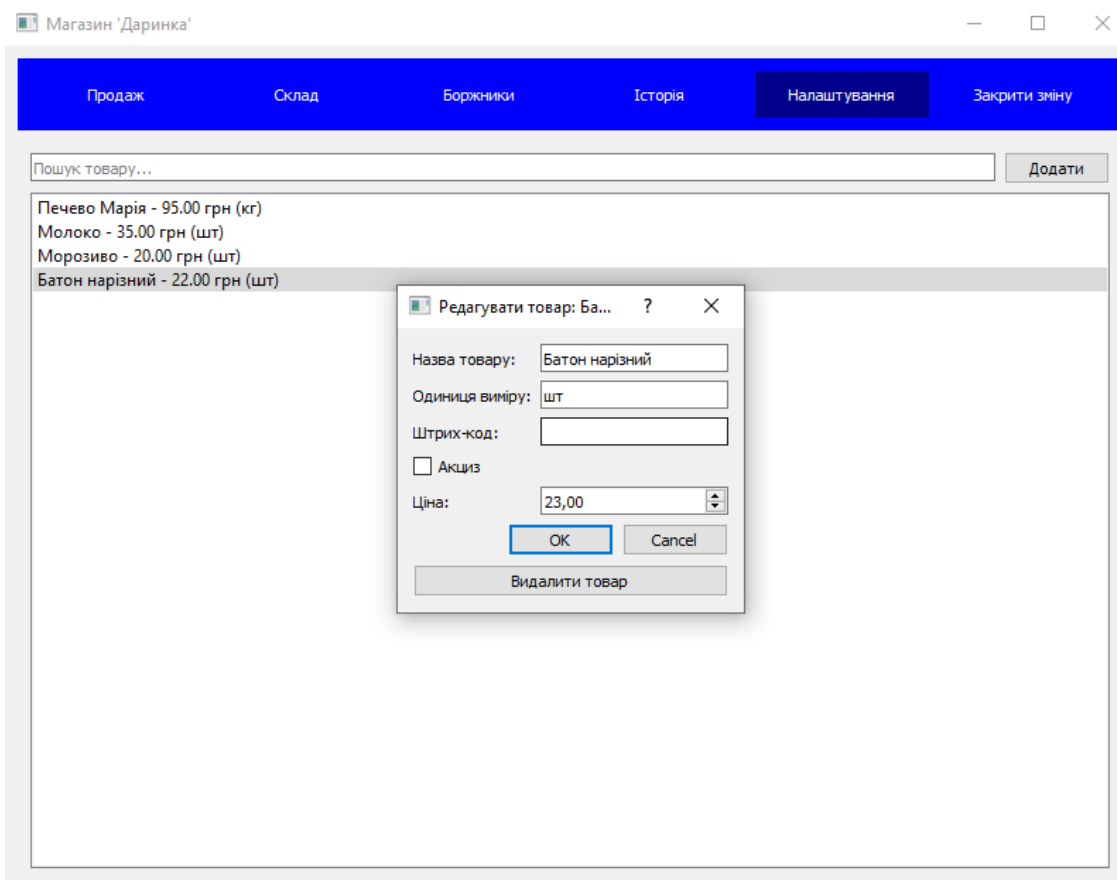 Магазин 'Даринка'
Продаж Склад Боржники Історія Налаштування Закрити зміну
Пошук товару... Додати
Печево Марія - 95.00 грн (кг)
Молоко - 35.00 грн (шт)
Морозиво - 20.00 грн (шт)
Батон нарізний - 22.00 грн (шт)
Редагувати товар: Ба... ?
Назва товару: Батон нарізний
Одиниця виміру: шт
Штрих-код:
Акциз
Ціна: 23,00
OK Cancel
Видалити товар